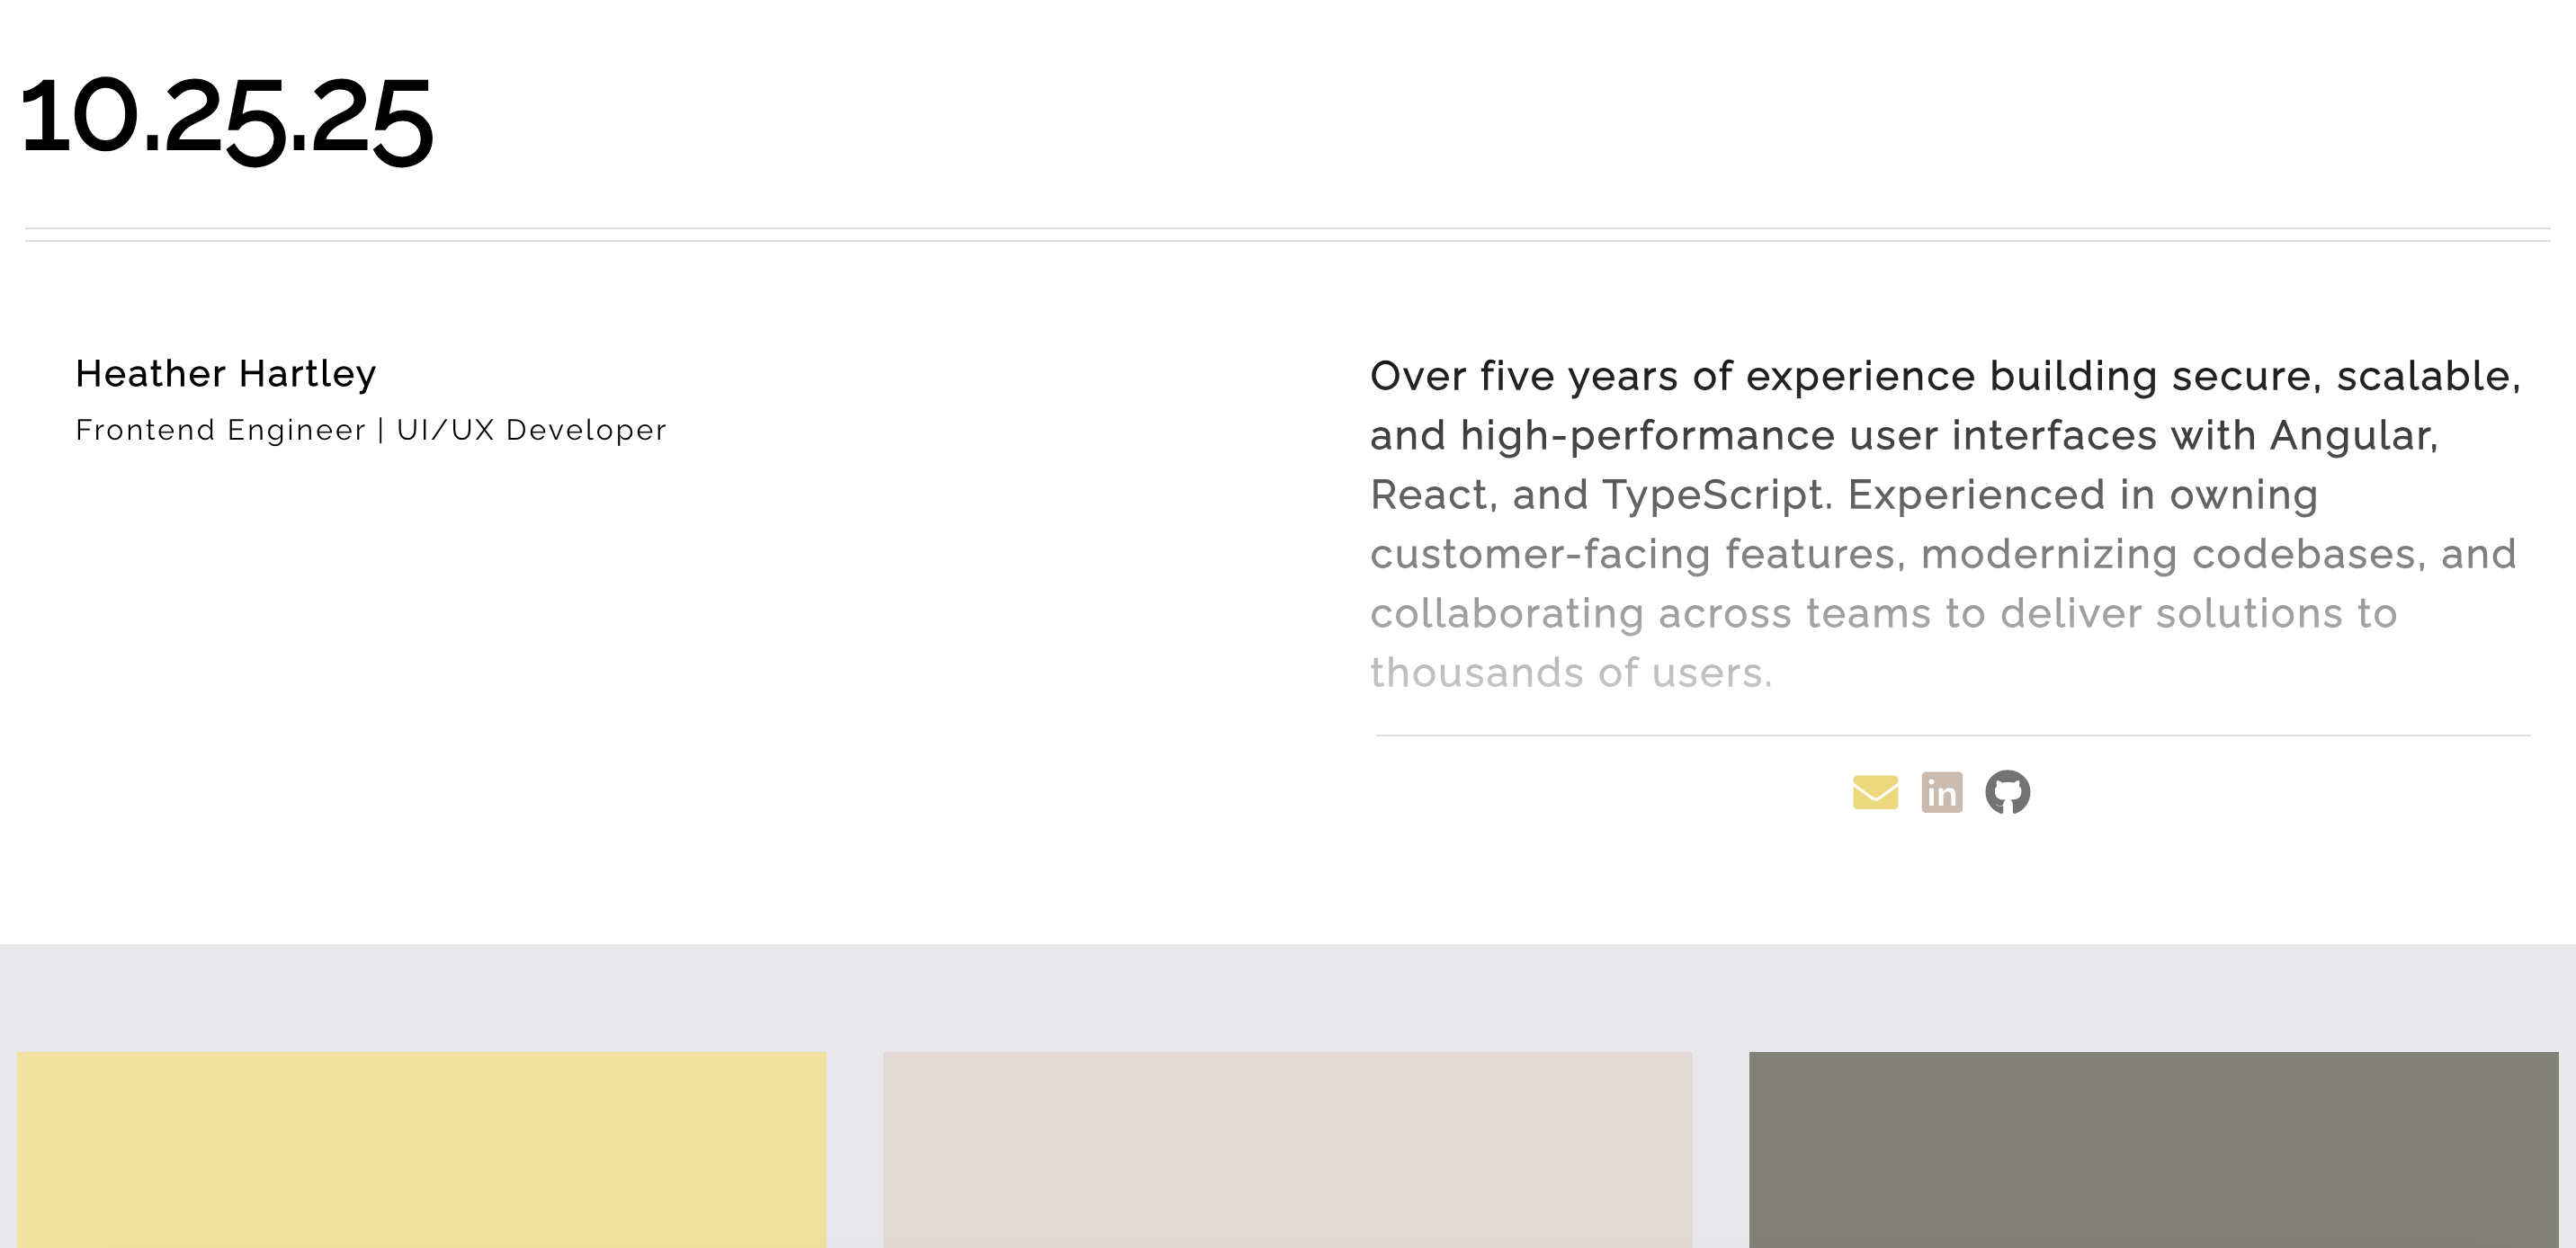 10.25.25
Heather Hartley
Frontend Engineer | UI/UX Developer
Over five years of experience building secure, scalable,
and high-performance user interfaces with Angular,
React, and TypeScript. Experienced in owning
customer-facing features, modernizing codebases, and
collaborating across teams to deliver solutions to
thousands of users.
in